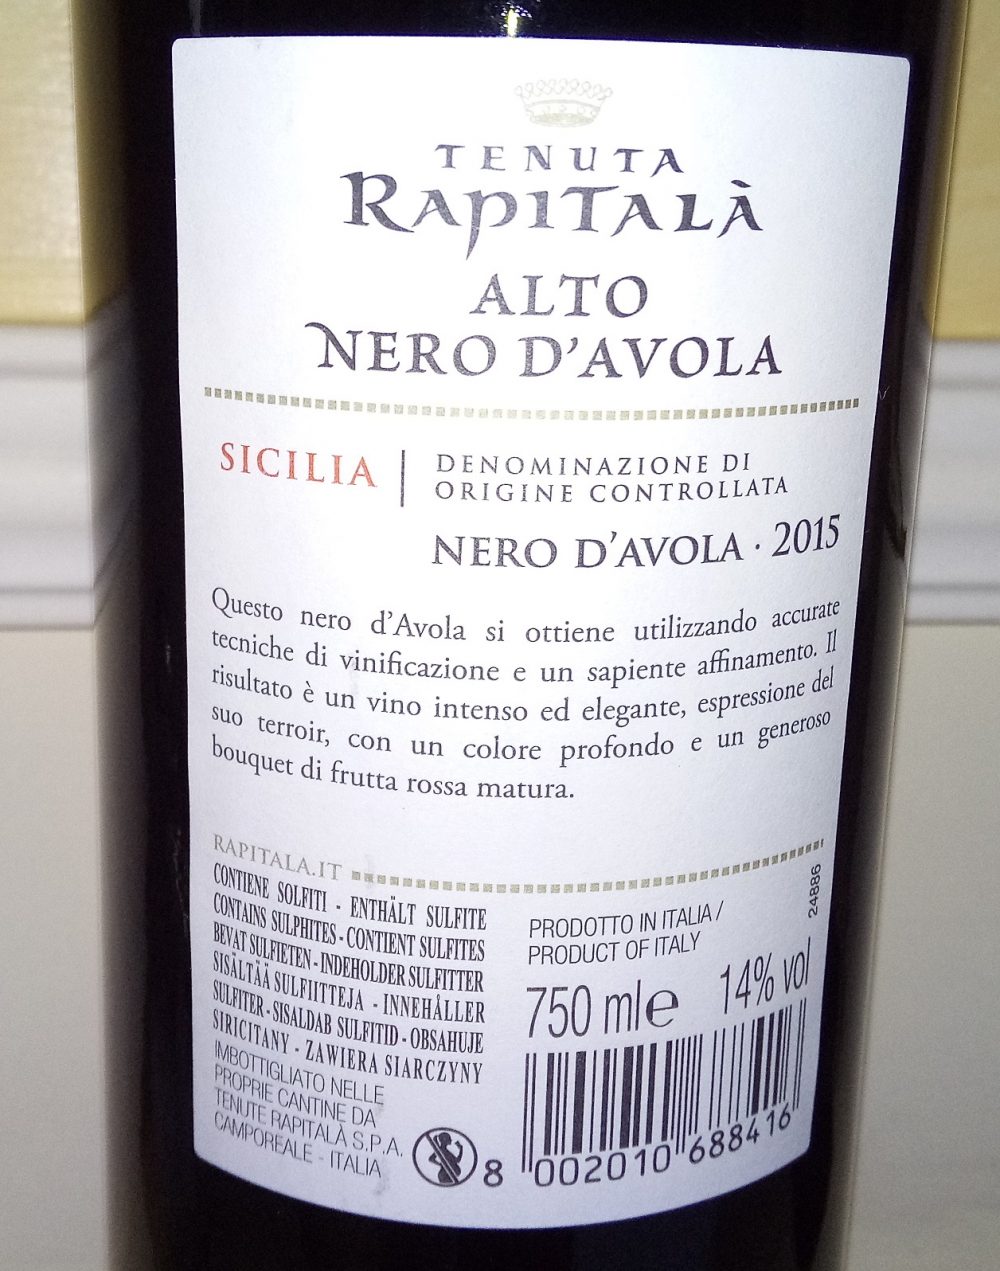 TENUTA
RAPITALÀ
ALTO
NERO D'AVOLA
SICILIA | DENOMINAZIONE DI
ORIGINE CONTROLLATA
NERO D'AVOLA · 2015
Questo nero d'Avola si ottiene utilizzando accurate
tecniche di vinificazione e un sapiente affinamento. Il
risultato è un vino intenso ed elegante, espressione del
suo terroir, con un colore profondo e un generoso
bouquet di frutta rossa matura.
RAPITALA.IT
CONTIENE SOLFITI - ENTHÄLT SULFITE
CONTAINS SULPHITES - CONTIENT SULFITES
BEVAT SULFIETEN - INDEHOLDER SULFITTER
SISÄLTÄÄ SULFIITTEJA - INNEHÅLLER
SULFITER - SISALDAB SULFITID - OBSAHUJE
SIRICITANY - ZAWIERA SIARCZYNY
IMBOTTIGLIATO NELLE
PROPRIE CANTINE DA
TENUTE RAPITALÀ S.P.A.
CAMPOREALE - ITALIA
24886
PRODOTTO IN ITALIA /
PRODUCT OF ITALY
750 ml e 14% vol
8 002010 688416